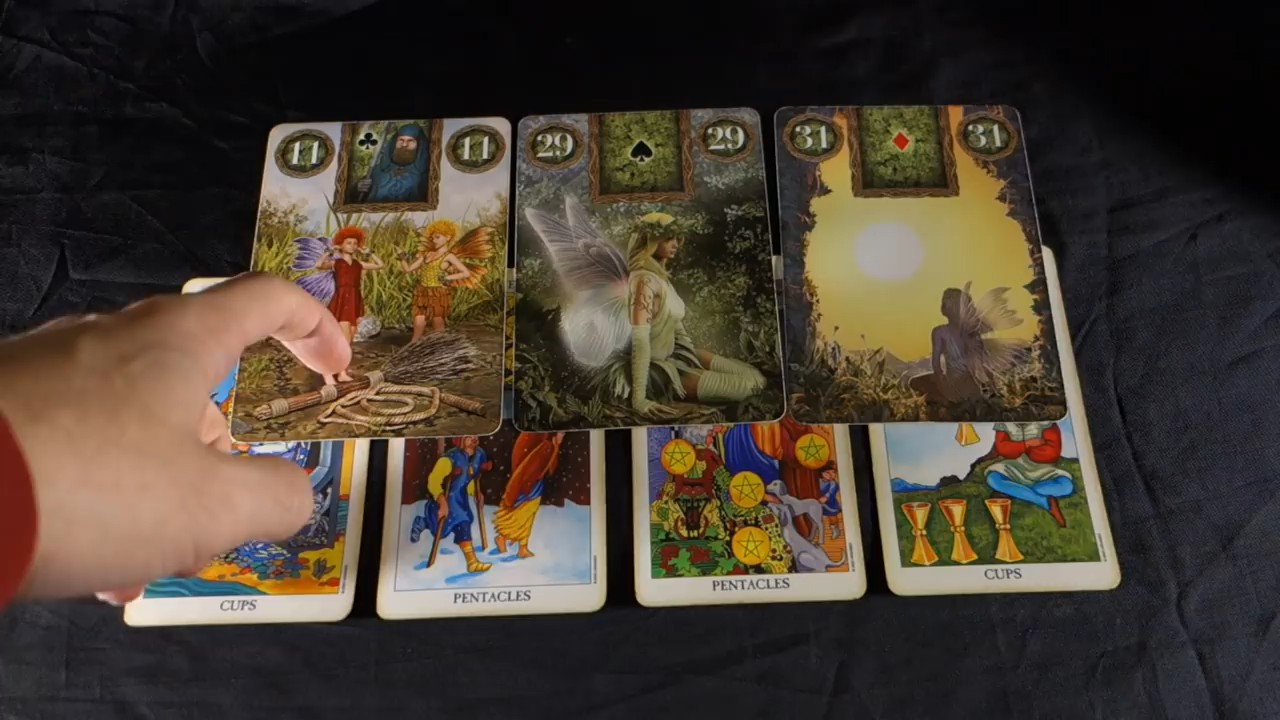 11 11
29 29
31 31
CUPS
PENTACLES
PENTACLES
CUPS